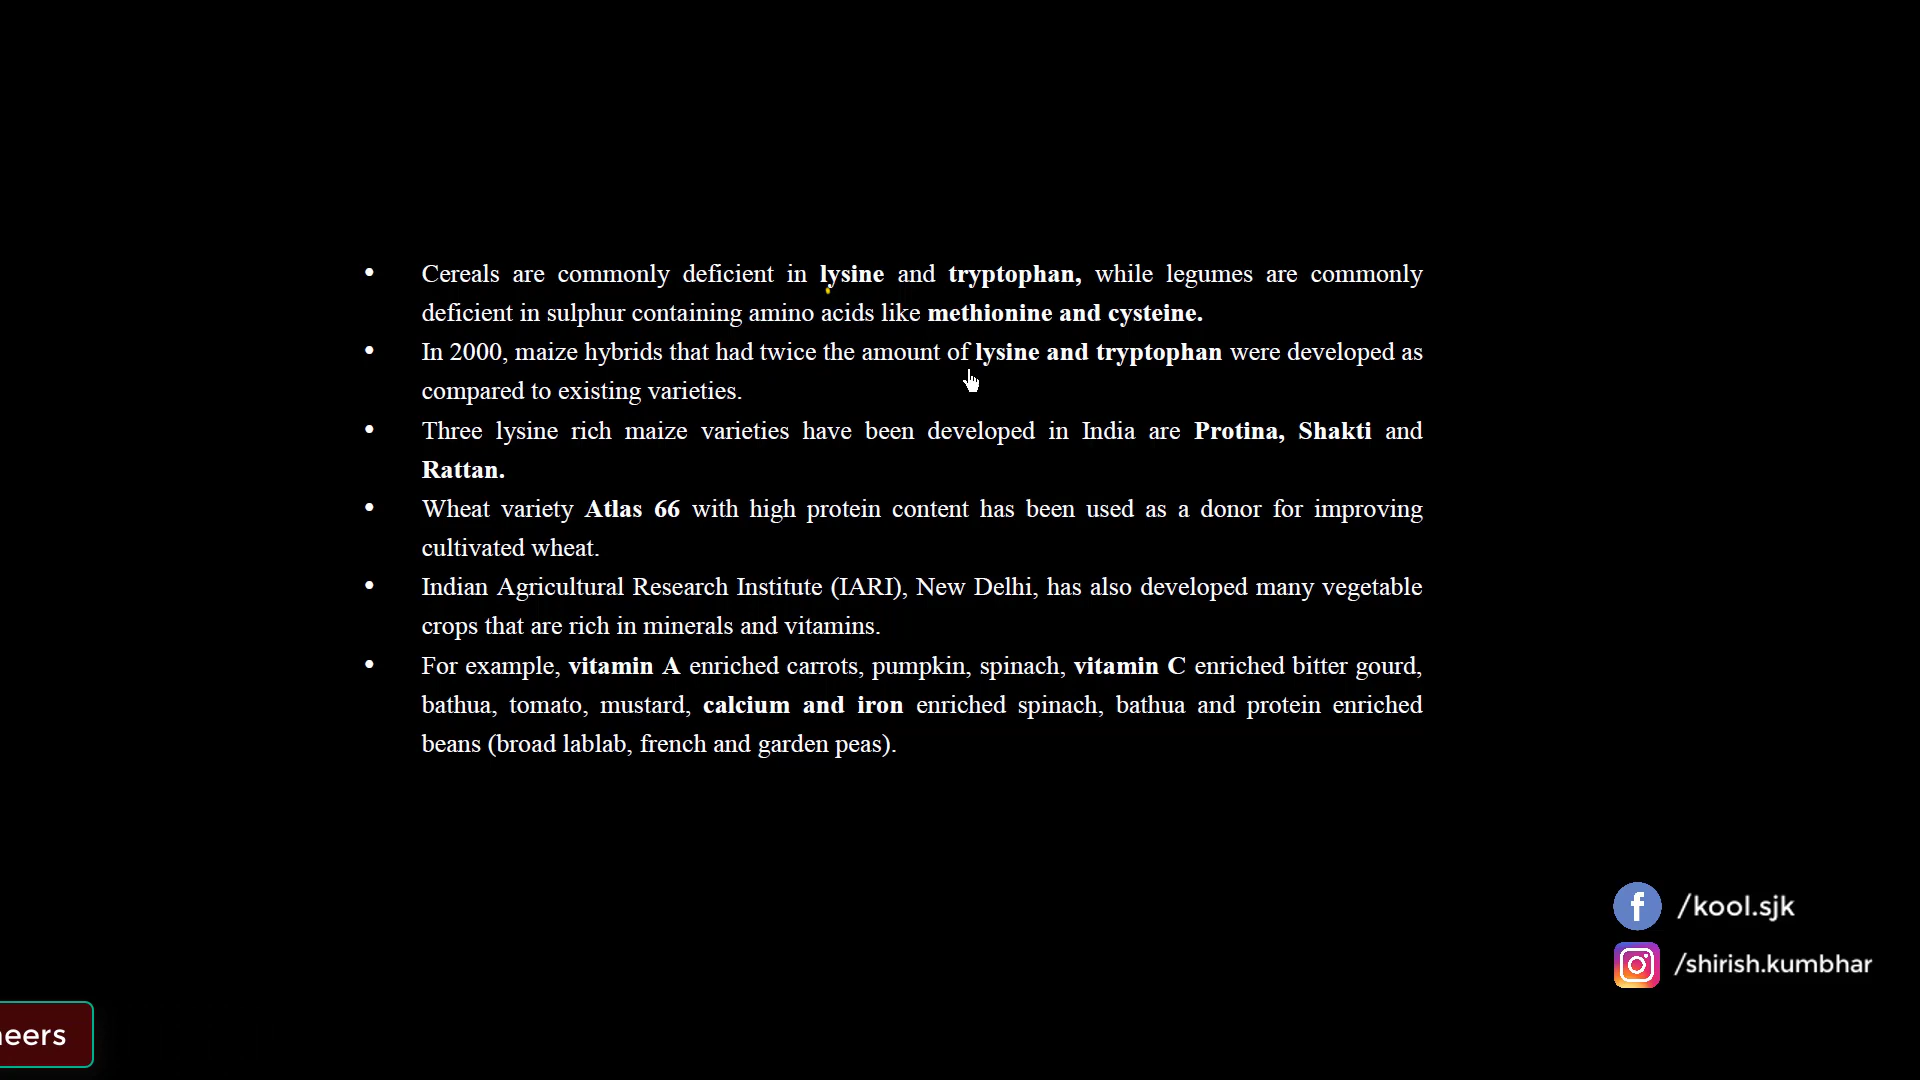 • Cereals are commonly deficient in lysine and tryptophan, while legumes are commonly
deficient in sulphur containing amino acids like methionine and cysteine.
• In 2000, maize hybrids that had twice the amount of lysine and tryptophan were developed as
compared to existing varieties.
• Three lysine rich maize varieties have been developed in India are Protina, Shakti and
Rattan.
• Wheat variety Atlas 66 with high protein content has been used as a donor for improving
cultivated wheat.
• Indian Agricultural Research Institute (IARI), New Delhi, has also developed many vegetable
crops that are rich in minerals and vitamins.
• For example, vitamin A enriched carrots, pumpkin, spinach, vitamin C enriched bitter gourd,
bathua, tomato, mustard, calcium and iron enriched spinach, bathua and protein enriched
beans (broad lablab, french and garden peas).
/kool.sjk
/shirish.kumbhar